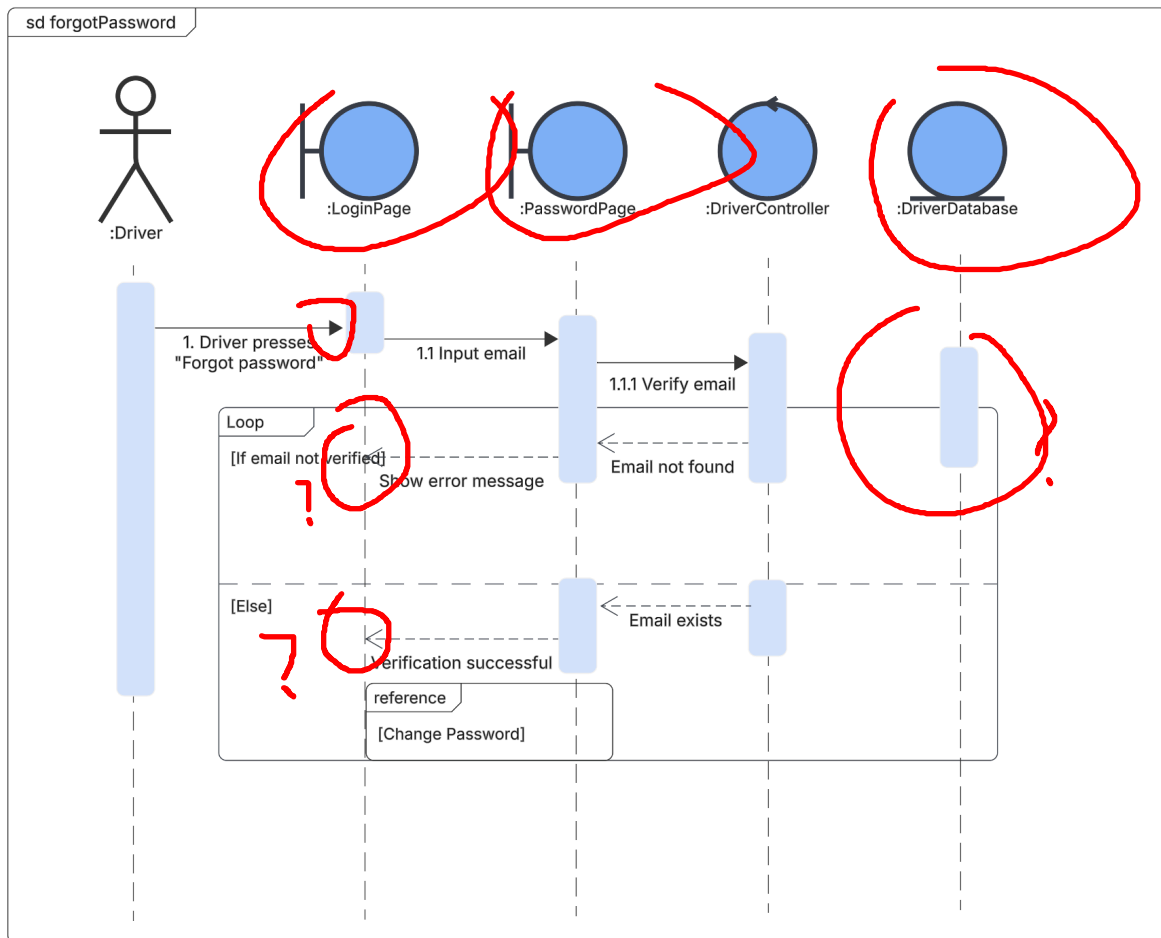 sd forgotPassword
:Driver
:LoginPage
:PasswordPage
:DriverController
:DriverDatabase
1. Driver presses
"Forgot password"
1.1 Input email
1.1.1 Verify email
Loop
[If email not verified]
Email not found
Show error message
?
?
[Else]
Email exists
?
Verification successful
reference
[Change Password]